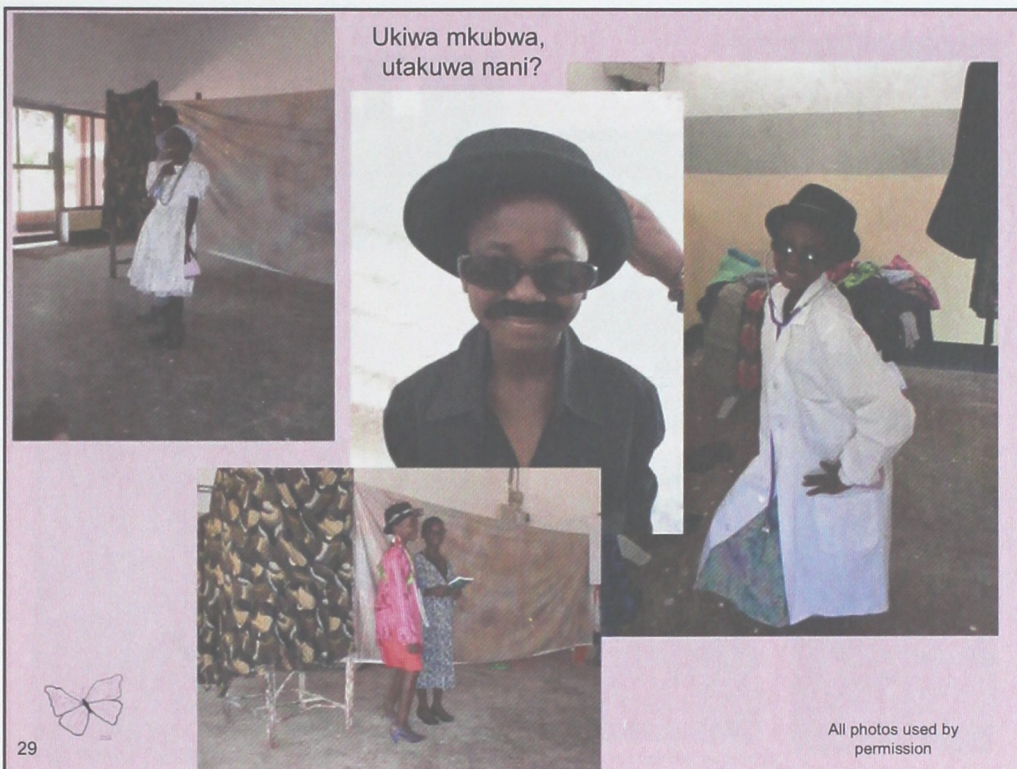 Ukiwa mkubwa,
utakuwa nani?
29
All photos used by
permission